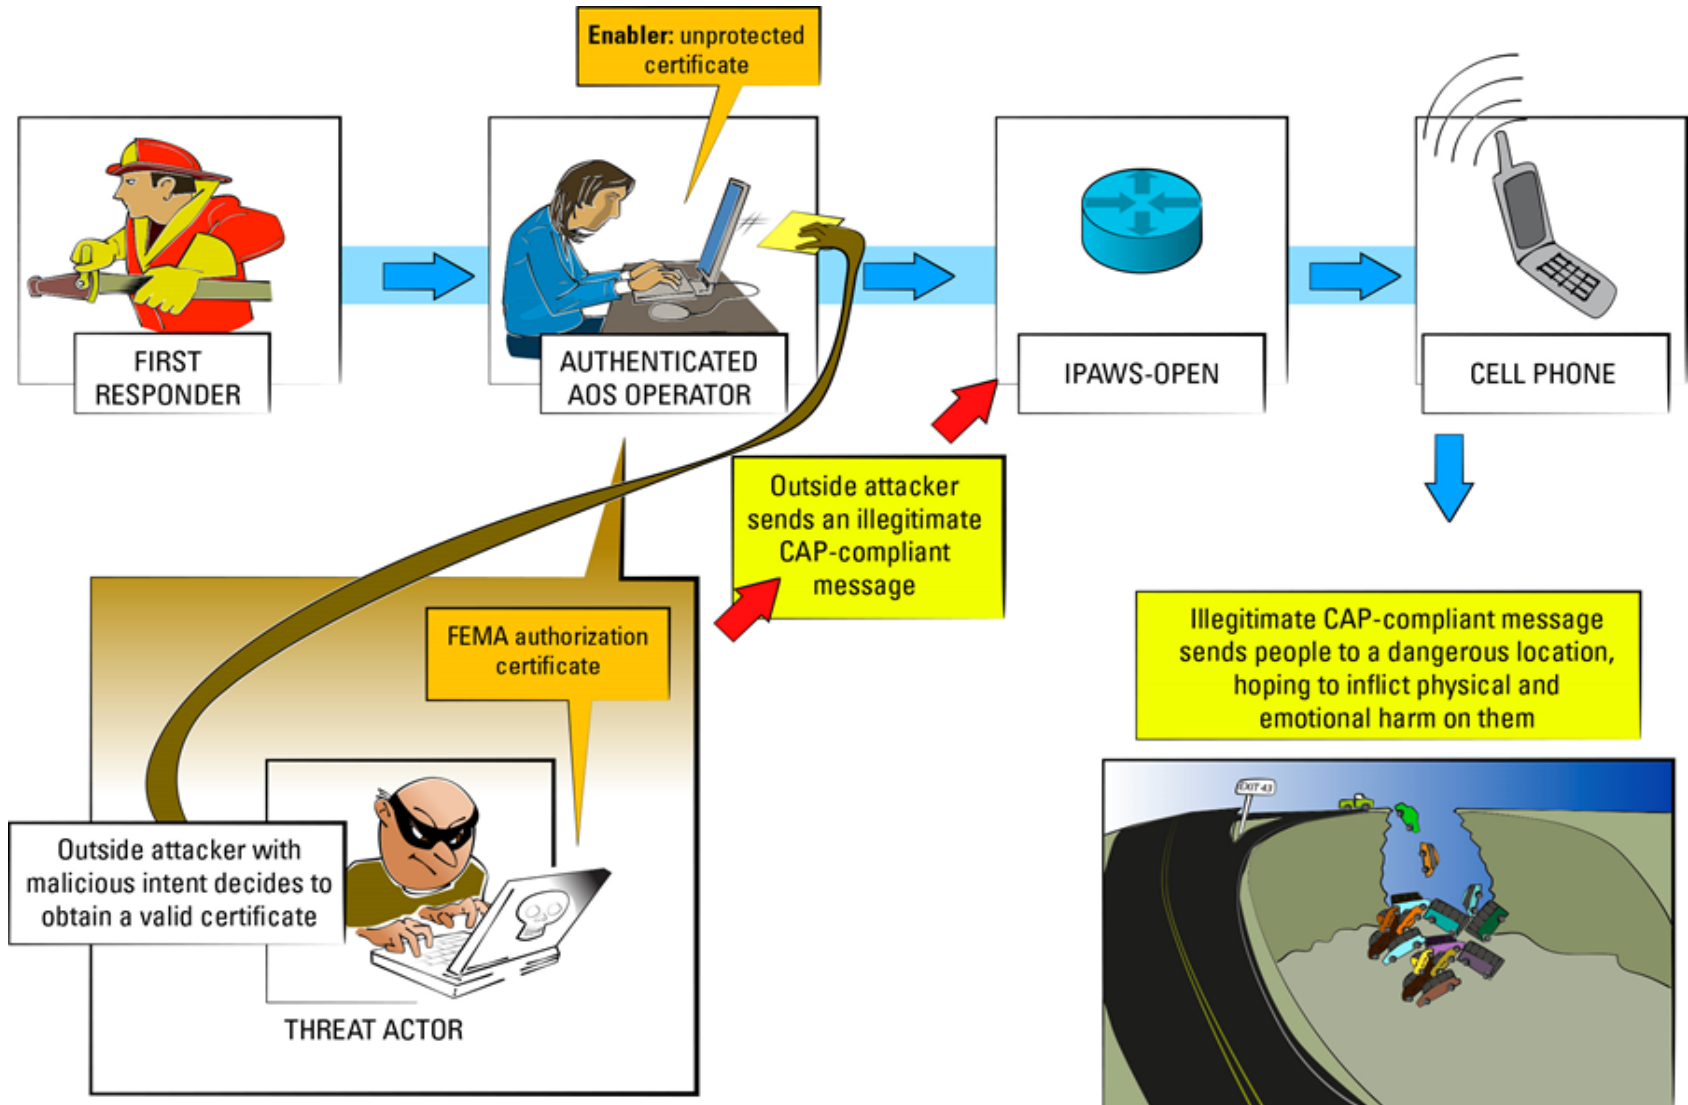 Enabler: unprotected
certificate
FIRST
RESPONDER
AUTHENTICATED
AOS OPERATOR
IPAWS-OPEN
CELL PHONE
Outside attacker
sends an illegitimate
CAP-compliant
message
FEMA authorization
certificate
Outside attacker with
malicious intent decides to
obtain a valid certificate
THREAT ACTOR
Illegitimate CAP-compliant message
sends people to a dangerous location,
hoping to inflict physical and
emotional harm on them
EXIT 43